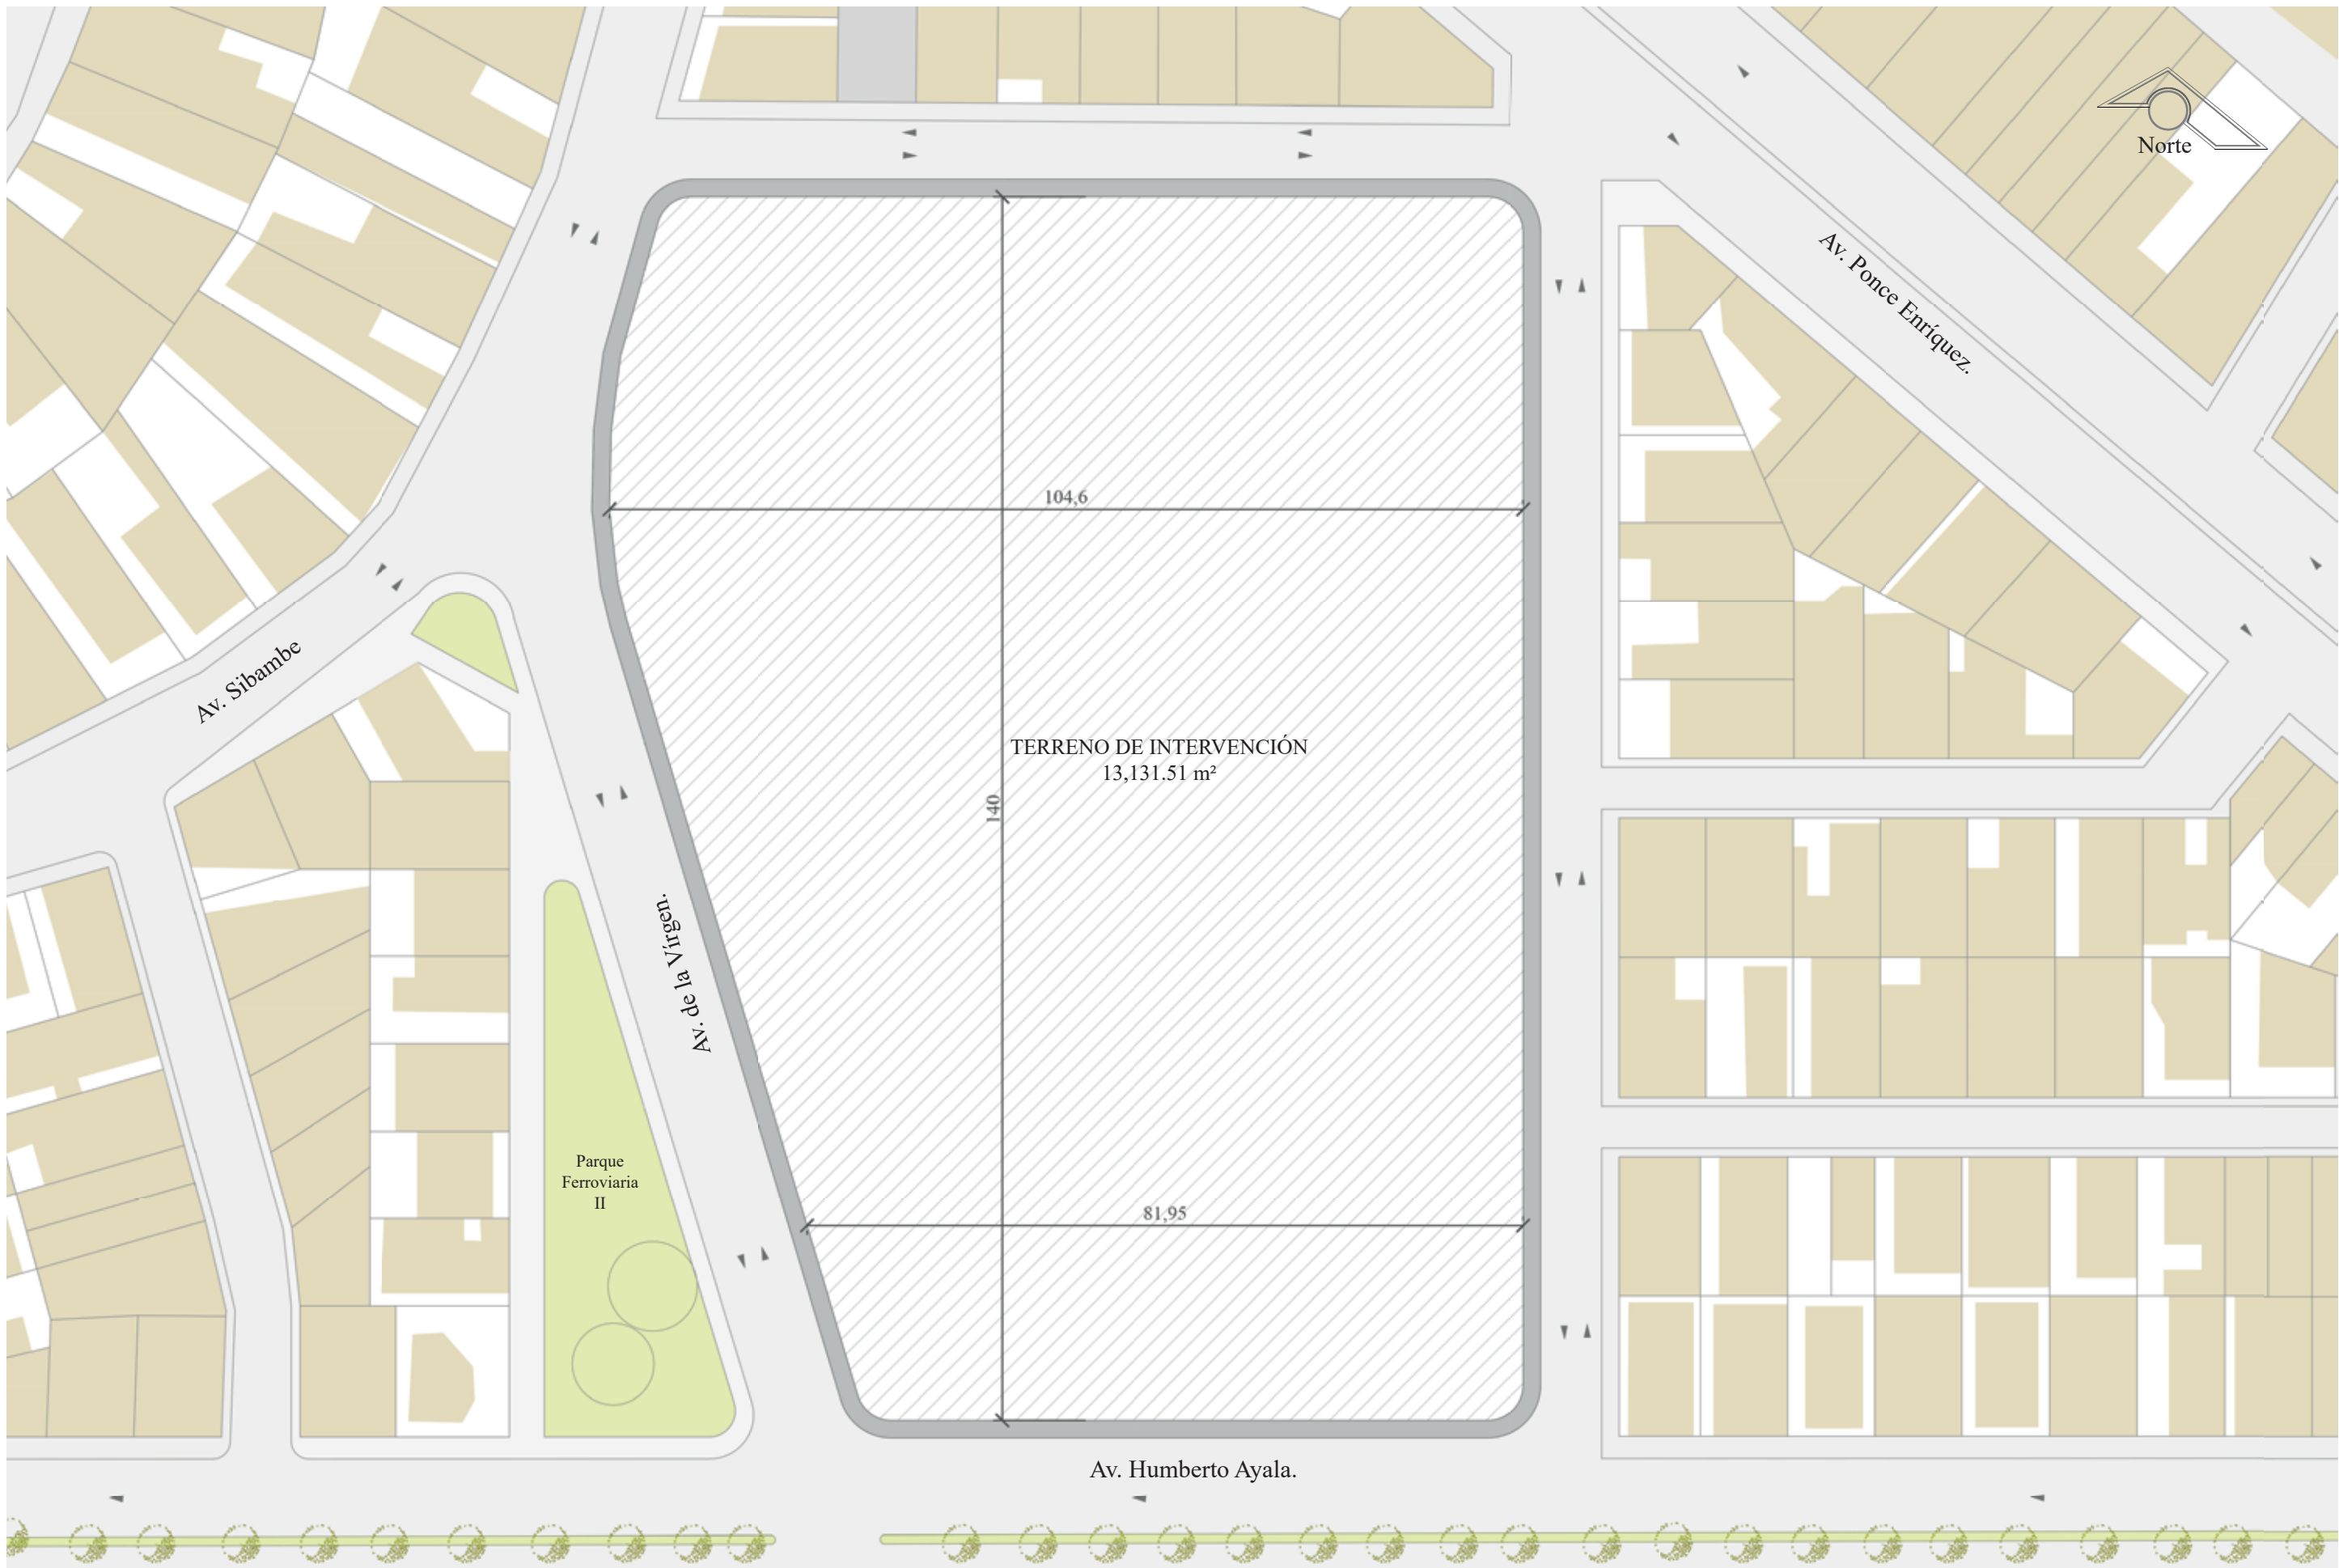 Norte
Av. Ponce Enríquez.
104,6
Av. Sibambe
TERRENO DE INTERVENCIÓN
13,131.51 m²
140
Av. de la Vírgen.
Parque
Ferroviaria
II
81,95
Av. Humberto Ayala.